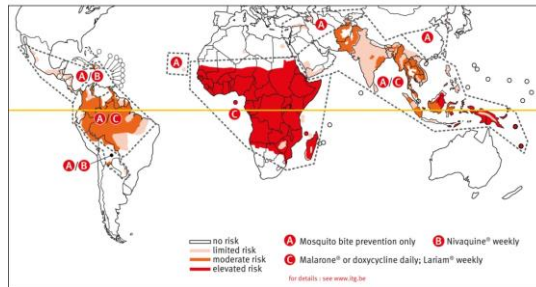 A
A
A
A/B
A/C
A/C
C
A/B
no risk
limited risk
moderate risk
elevated risk
A Mosquito bite prevention only
B Nivaquine® weekly
C Malarone® or doxycycline daily; Lariam® weekly
for details : see www.itg.be